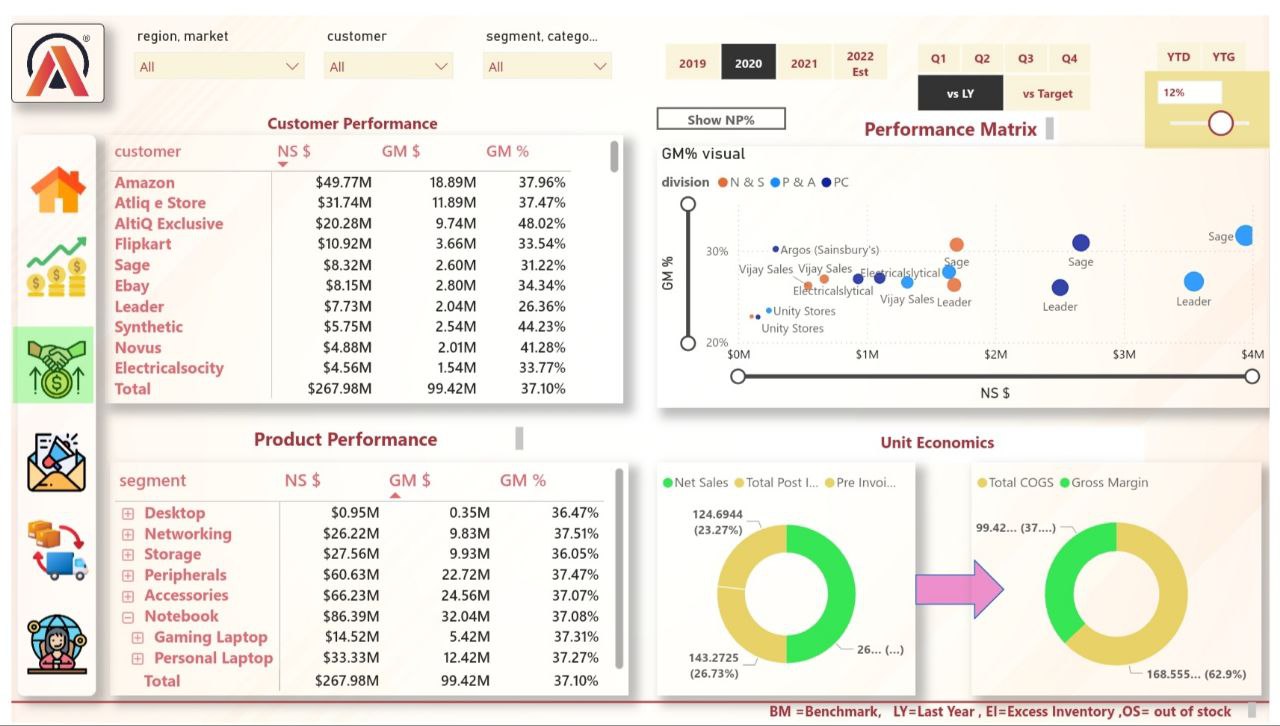 ®
region, market
customer
segment, catego...
All
All
All
2019
2020
2021
2022 Est
Q1
Q2
Q3
Q4
YTD
YTG
vs LY
vs Target
12%
Show NP%
Customer Performance
customer NS $ GM $ GM %
Amazon $49.77M 18.89M 37.96%
Atliq e Store $31.74M 11.89M 37.47%
AltiQ Exclusive $20.28M 9.74M 48.02%
Flipkart $10.92M 3.66M 33.54%
Sage $8.32M 2.60M 31.22%
Ebay $8.15M 2.80M 34.34%
Leader $7.73M 2.04M 26.36%
Synthetic $5.75M 2.54M 44.23%
Novus $4.88M 2.01M 41.28%
Electricalsocity $4.56M 1.54M 33.77%
Total $267.98M 99.42M 37.10%
Performance Matrix
GM% visual
division N & S P & A PC
GM %
30%
20%
Argos (Sainsbury's)
Sage
Sage
Sage
Vijay Sales
Vijay Sales
Electricalslytical
Electricalslytical
Vijay Sales
Leader
Leader
Leader
Unity Stores
Unity Stores
$0M $1M $2M $3M $4M
NS $
Product Performance
segment NS $ GM $ GM %
Desktop $0.95M 0.35M 36.47%
Networking $26.22M 9.83M 37.51%
Storage $27.56M 9.93M 36.05%
Peripherals $60.63M 22.72M 37.47%
Accessories $66.23M 24.56M 37.07%
Notebook $86.39M 32.04M 37.08%
Gaming Laptop $14.52M 5.42M 37.31%
Personal Laptop $33.33M 12.42M 37.27%
Total $267.98M 99.42M 37.10%
Unit Economics
Net Sales Total Post I... Pre Invoi...
124.6944
(23.27%)
143.2725
(26.73%)
26... (...)
Total COGS Gross Margin
99.42... (37....)
168.555... (62.9%)
BM =Benchmark, LY=Last Year , EI=Excess Inventory ,OS= out of stock